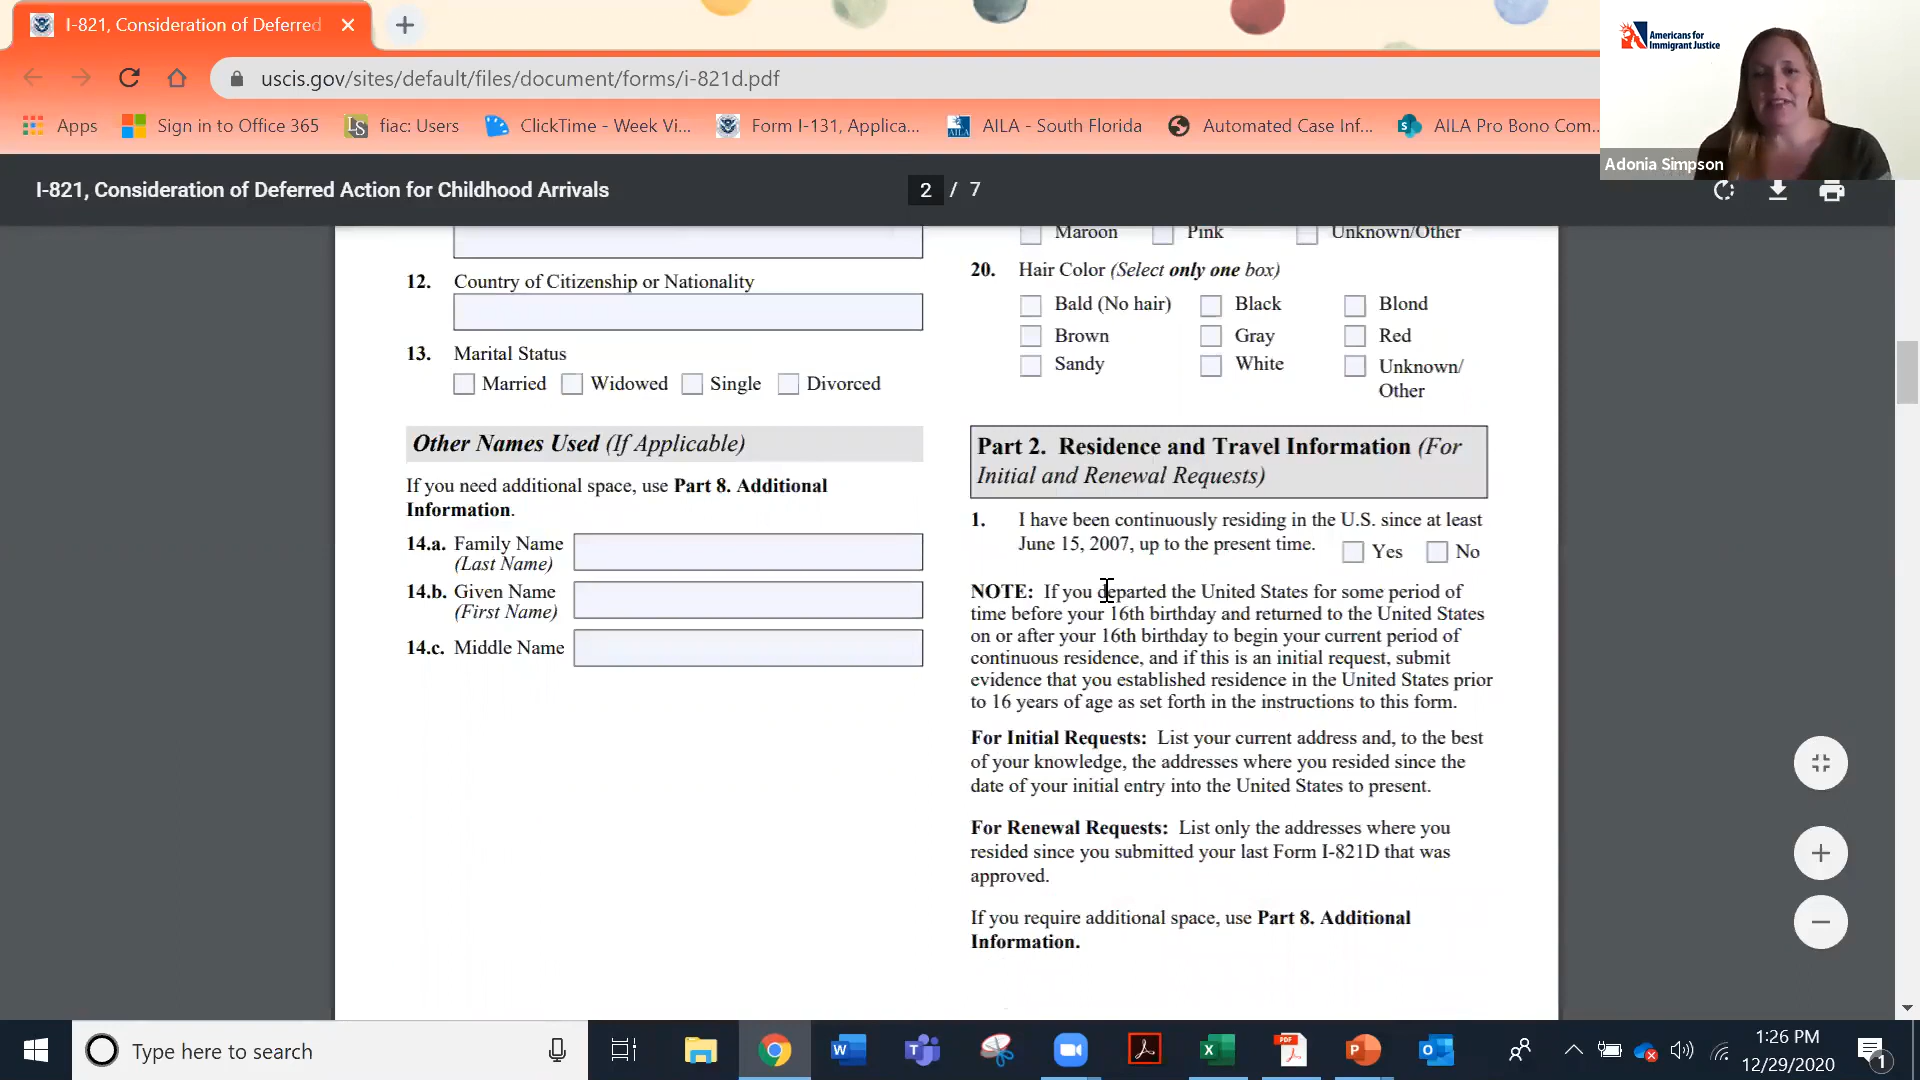 I-821, Consideration of Deferred
Americans for
Immigrant Justice
uscis.gov/sites/default/files/document/forms/i-821d.pdf
Apps
Sign in to Office 365
LS
fiac: Users
ClickTime - Week Vi...
Form I-131, Applica...
AILA
AILA - South Florida
Automated Case Inf...
S
AILA Pro Bono Com...
Adonia Simpson
I-821, Consideration of Deferred Action for Childhood Arrivals
2 / 7
12. Country of Citizenship or Nationality
13. Marital Status
Married Widowed Single Divorced
Other Names Used (If Applicable)
If you need additional space, use Part 8. Additional
Information.
14.a. Family Name
(Last Name)
14.b. Given Name
(First Name)
14.c. Middle Name
Maroon Pink Unknown/Other
20. Hair Color (Select only one box)
Bald (No hair) Black Blond
Brown Gray Red
Sandy White Unknown/
Other
Part 2. Residence and Travel Information (For
Initial and Renewal Requests)
1. I have been continuously residing in the U.S. since at least
June 15, 2007, up to the present time. Yes No
NOTE: If you departed the United States for some period of
time before your 16th birthday and returned to the United States
on or after your 16th birthday to begin your current period of
continuous residence, and if this is an initial request, submit
evidence that you established residence in the United States prior
to 16 years of age as set forth in the instructions to this form.
For Initial Requests: List your current address and, to the best
of your knowledge, the addresses where you resided since the
date of your initial entry into the United States to present.
For Renewal Requests: List only the addresses where you
resided since you submitted your last Form I-821D that was
approved.
If you require additional space, use Part 8. Additional
Information.
Type here to search
W
T
X
PDF
P
O
1:26 PM
12/29/2020
1